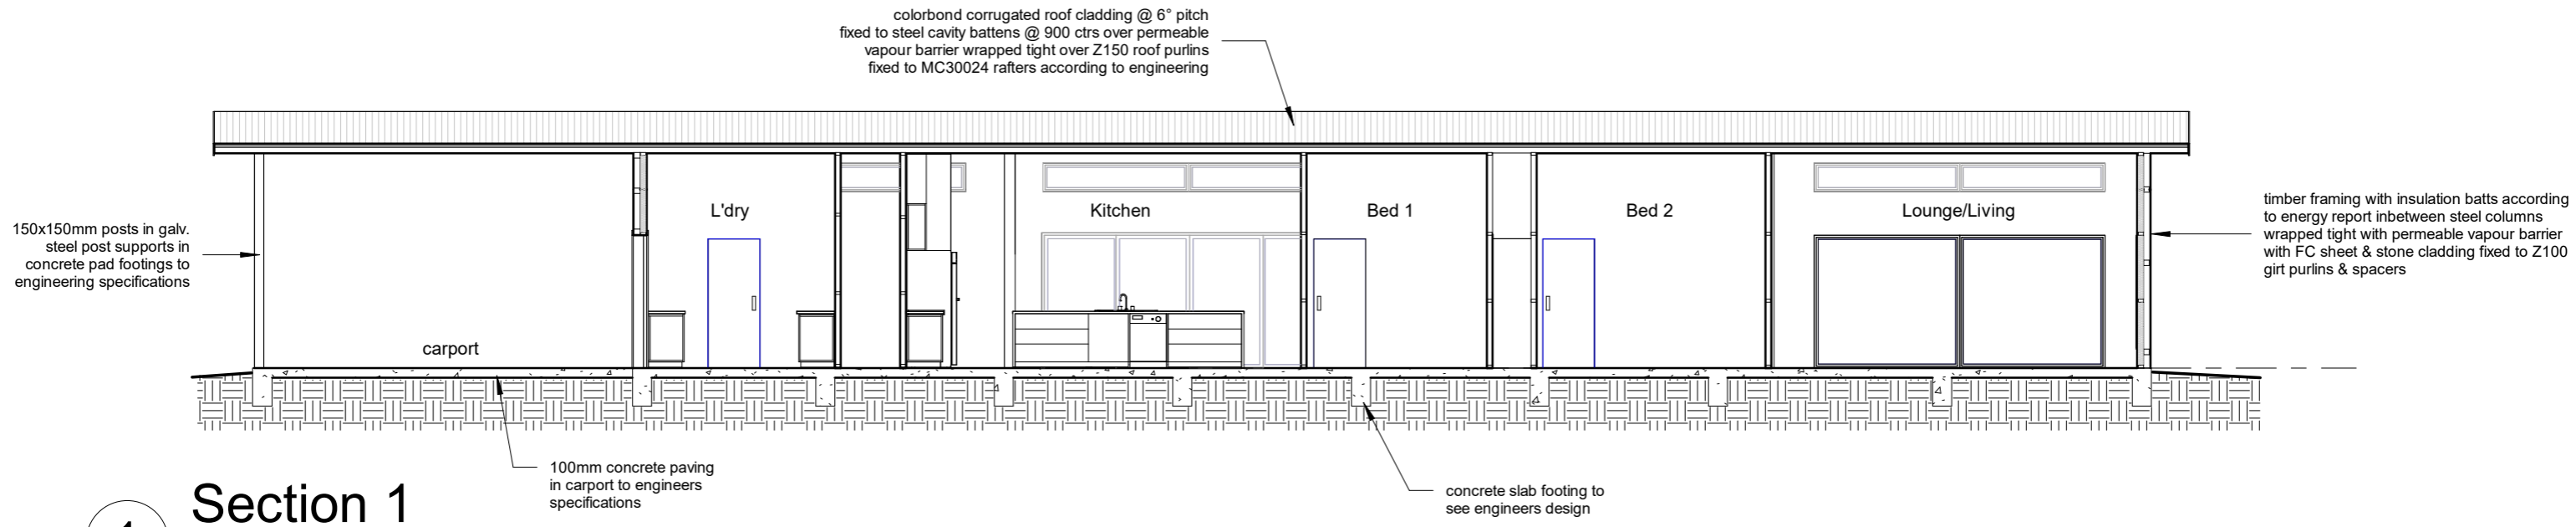 colorbond corrugated roof cladding @ 6° pitch
fixed to steel cavity battens @ 900 ctrs over permeable
vapour barrier wrapped tight over Z150 roof purlins
fixed to MC30024 rafters according to engineering
150x150mm posts in galv.
steel post supports in
concrete pad footings to
engineering specifications
carport
L'dry
Kitchen
Bed 1
Bed 2
Lounge/Living
timber framing with insulation batts according
to energy report inbetween steel columns
wrapped tight with permeable vapour barrier
with FC sheet & stone cladding fixed to Z100
girt purlins & spacers
100mm concrete paving
in carport to engineers
specifications
concrete slab footing to
see engineers design
Section 1